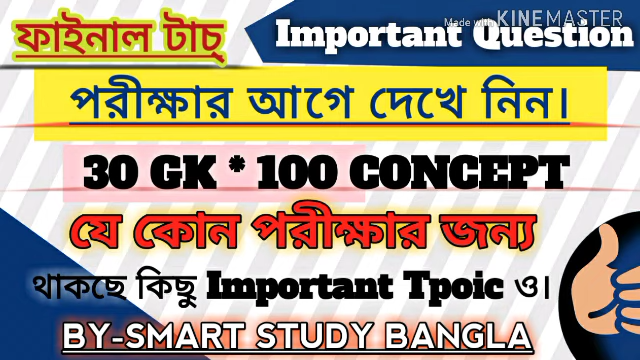 ফাইনাল টাচ্
Made with KINEMASTER
Important Question
পরীক্ষার আগে দেখে নিন।
30 GK * 100 CONCEPT
যে কোন পরীক্ষার জন্য
থাকছে কিছু Important Tpoic ও।
BY-SMART STUDY BANGLA